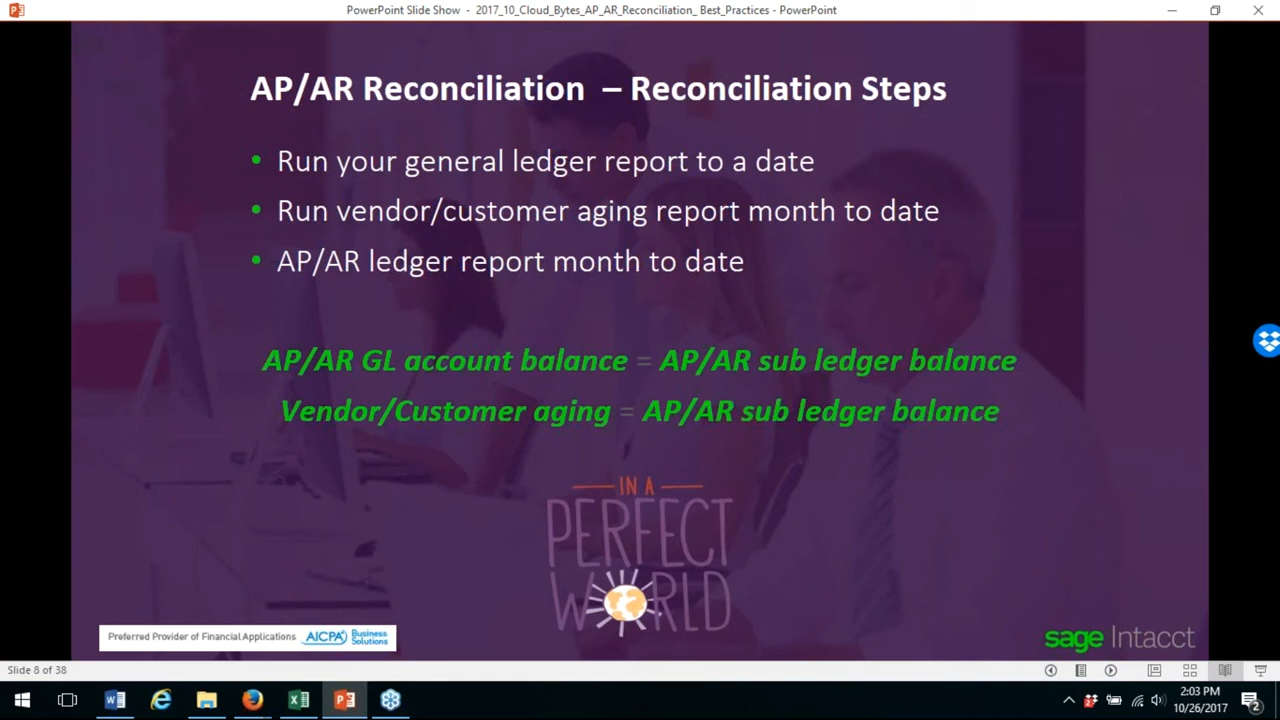 PowerPoint Slide Show - 2017_10_Cloud_Bytes_AP_AR_Reconciliation_ Best_Practices - PowerPoint
AP/AR Reconciliation – Reconciliation Steps
• Run your general ledger report to a date
• Run vendor/customer aging report month to date
• AP/AR ledger report month to date
AP/AR GL account balance = AP/AR sub ledger balance
Vendor/Customer aging = AP/AR sub ledger balance
IN A
PERFECT
WORLD
Preferred Provider of Financial Applications AICPA Business Solutions
sage Intacct
Slide 8 of 38
2:03 PM
10/26/2017
2